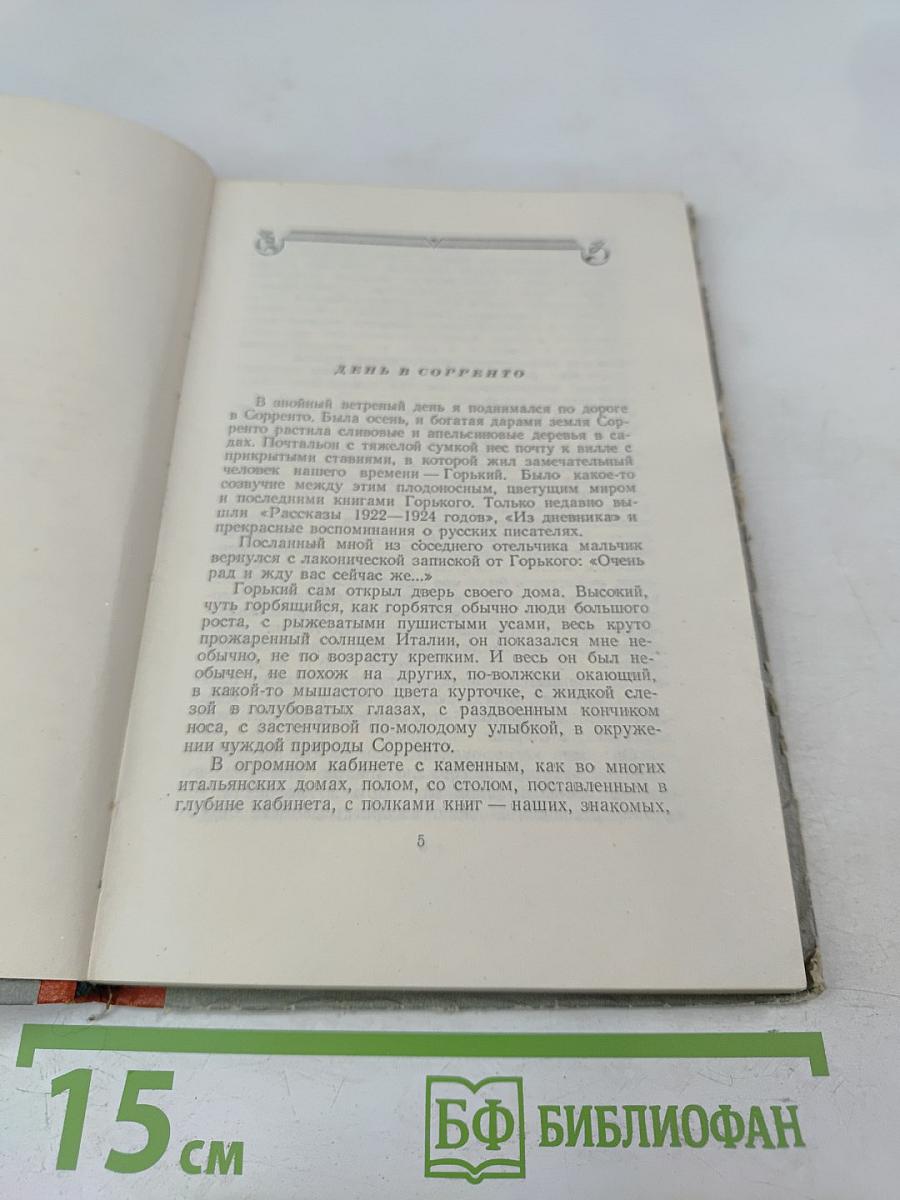 ДЕНЬ В СОРРЕНТО
В знойный ветреный день я поднимался по дороге
в Сорренто. Была осень, и богатая дарами земля Сор-
ренто растила сливовые и апельсиновые деревья в са-
дах. Почтальон с тяжелой сумкой нес почту к вилле с
прикрытыми ставнями, в которой жил замечательный
человек нашего времени — Горький. Было какое-то
созвучие между этим плодоносным, цветущим миром
и последними книгами Горького. Только недавно вы-
шли «Рассказы 1922—1924 годов», «Из дневника» и
прекрасные воспоминания о русских писателях.
Посланный мной из соседнего отельчика мальчик
вернулся с лаконической запиской от Горького: «Очень
рад и жду вас сейчас же...»
Горький сам открыл дверь своего дома. Высокий,
чуть горбящийся, как горбятся обычно люди большого
роста, с рыжеватыми пушистыми усами, весь круто
прожаренный солнцем Италии, он показался мне не-
обычно, не по возрасту крепким. И весь он был не-
обычен, не похож на других, по-волжски окающий,
в какой-то мышастого цвета курточке, с жидкой сле-
зой в голубоватых глазах, с раздвоенным кончиком
носа, с застенчивой по-молодому улыбкой, в окруже-
нии чуждой природы Сорренто.
В огромном кабинете с каменным, как во многих
итальянских домах, полом, со столом, поставленным в
глубине кабинета, с полками книг — наших, знакомых,
5
15 см
БФ БИБЛИОФАН